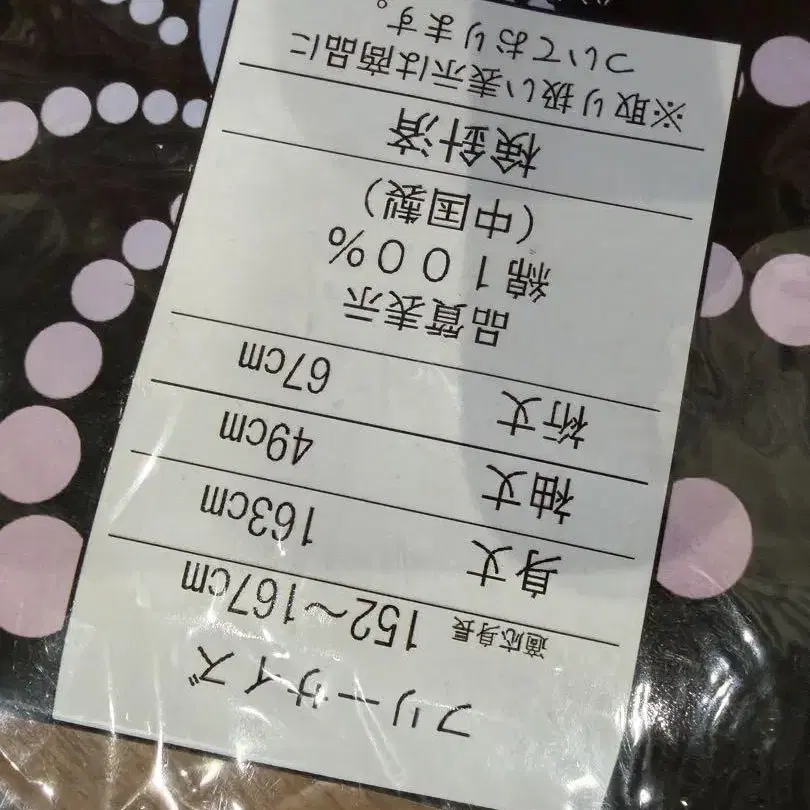 フリーサイズ
適応身長 152～167cm
身丈 163cm
袖丈 49cm
裄丈 67cm
品質表示
綿100%
(中国製)
検針済
※取り扱い表示は商品に
ついております。